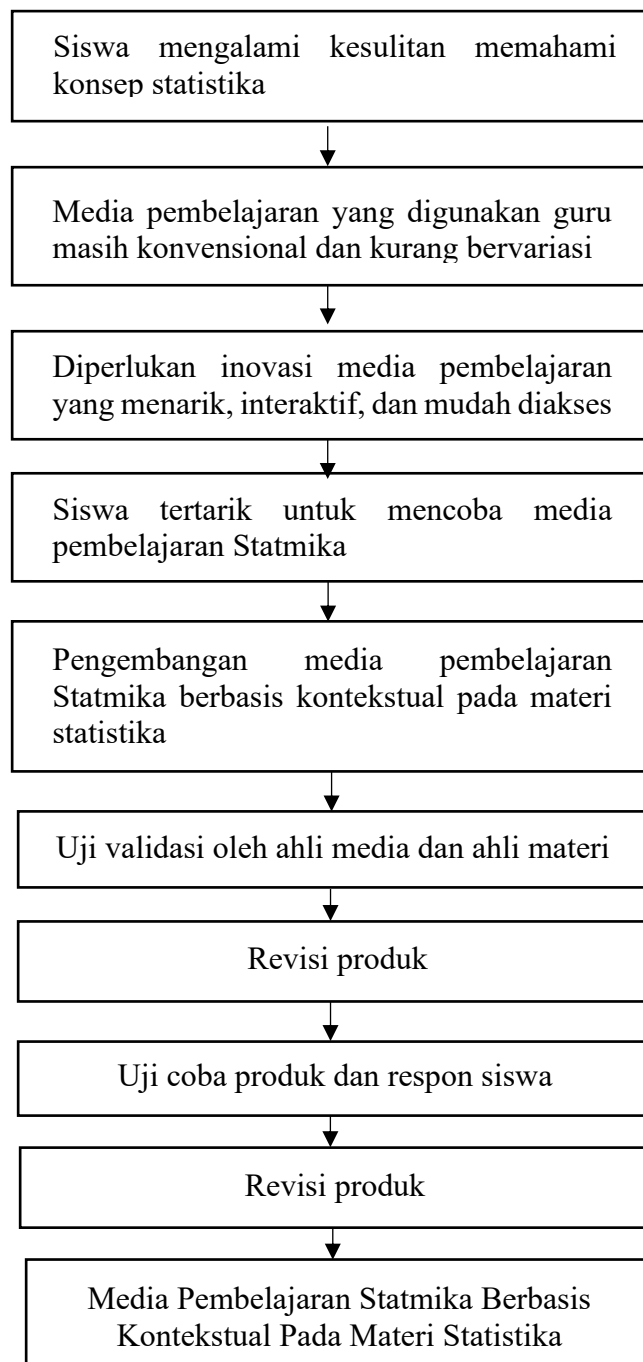 Siswa mengalami kesulitan memahami
konsep statistika
Media pembelajaran yang digunakan guru
masih konvensional dan kurang bervariasi
Diperlukan inovasi media pembelajaran
yang menarik, interaktif, dan mudah diakses
Siswa tertarik untuk mencoba media
pembelajaran Statmika
Pengembangan media pembelajaran
Statmika berbasis kontekstual pada materi
statistika
Uji validasi oleh ahli media dan ahli materi
Revisi produk
Uji coba produk dan respon siswa
Revisi produk
Media Pembelajaran Statmika Berbasis
Kontekstual Pada Materi Statistika